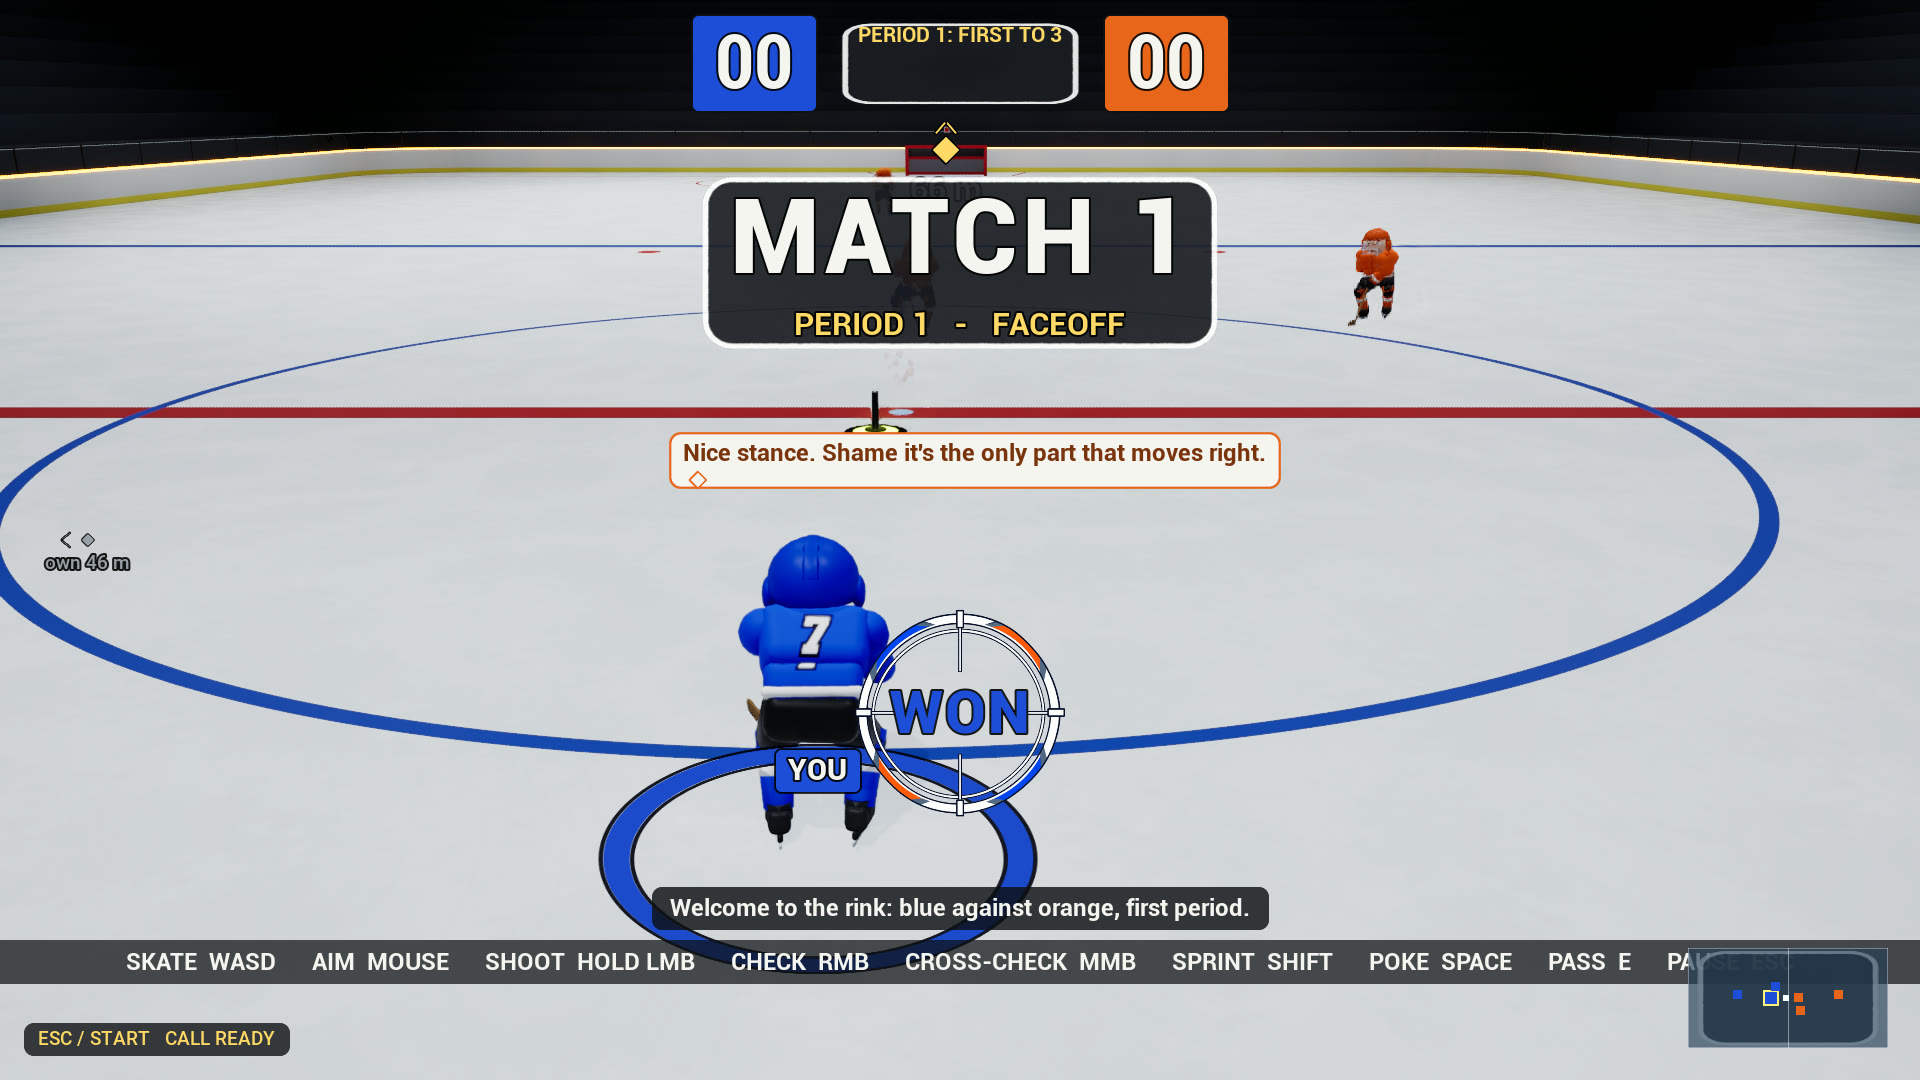 00
PERIOD 1: FIRST TO 3
00
66 m
MATCH 1
PERIOD 1 - FACEOFF
Nice stance. Shame it's the only part that moves right.
own 46 m
7
WON
YOU
Welcome to the rink: blue against orange, first period.
SKATE WASD AIM MOUSE SHOOT HOLD LMB CHECK RMB CROSS-CHECK MMB SPRINT SHIFT POKE SPACE PASS E PAUSE ESC
ESC / START CALL READY